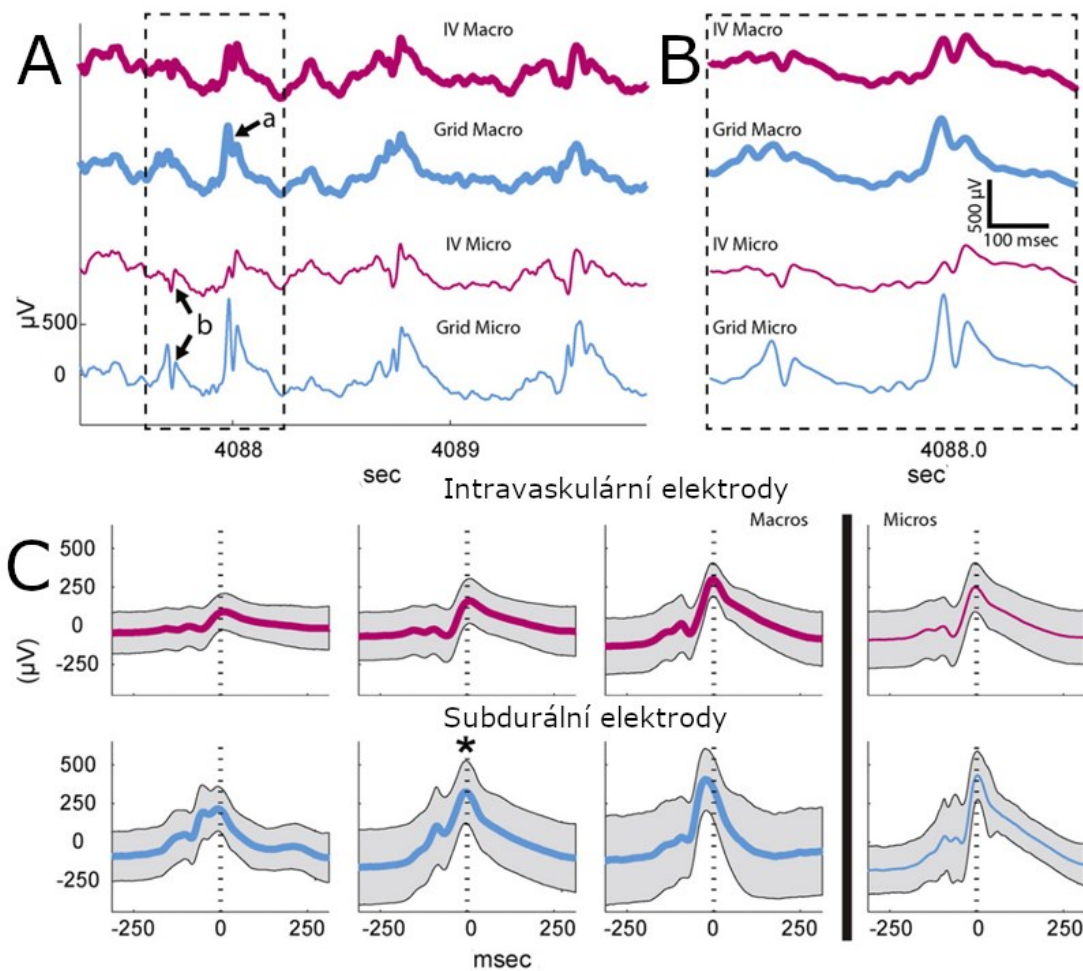 A
IV Macro
a
Grid Macro
IV Micro
b
Grid Micro
µV
500
0
4088
4089
sec
B
IV Macro
Grid Macro
500 µV
100 msec
IV Micro
Grid Micro
4088.0
sec
Intravaskulární elektrody
C
Macros
Micros
500
250
0
-250
(µV)
Subdurální elektrody
*
500
250
0
-250
-250 0 250 -250 0 250 -250 0 250 -250 0 250
msec